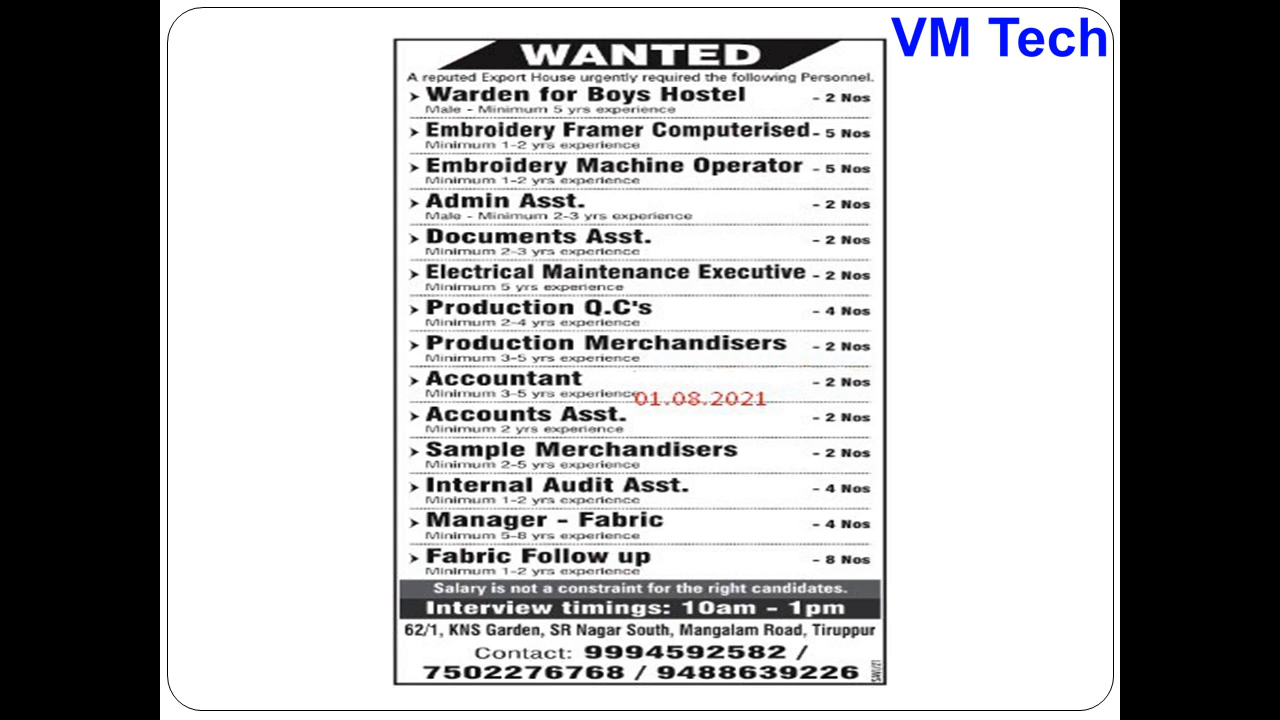 VM Tech
WANTED
A reputed Export House urgently required the following Personnel.
➤ Warden for Boys Hostel - 2 Nos
Male - Minimum 5 yrs experience
➤ Embroidery Framer Computerised - 5 Nos
Minimum 1-2 yrs experience
➤ Embroidery Machine Operator - 5 Nos
Minimum 1-2 yrs experience
➤ Admin Asst. - 2 Nos
Male - Minimum 2-3 yrs experience
➤ Documents Asst. - 2 Nos
Minimum 2-3 yrs experience
➤ Electrical Maintenance Executive - 2 Nos
Minimum 5 yrs experience
➤ Production Q.C's - 4 Nos
Minimum 2-4 yrs experience
➤ Production Merchandisers - 2 Nos
Minimum 3-5 yrs experience
➤ Accountant - 2 Nos
Minimum 3-5 yrs experience
01.08.2021
➤ Accounts Asst. - 2 Nos
Minimum 2 yrs experience
➤ Sample Merchandisers - 2 Nos
Minimum 2-5 yrs experience
➤ Internal Audit Asst. - 4 Nos
Minimum 1-2 yrs experience
➤ Manager - Fabric - 4 Nos
Minimum 5-8 yrs experience
➤ Fabric Follow up - 8 Nos
Minimum 1-2 yrs experience
Salary is not a constraint for the right candidates.
Interview timings: 10am - 1pm
62/1, KNS Garden, SR Nagar South, Mangalam Road, Tiruppur
Contact: 9994592582 /
7502276768 / 9488639226